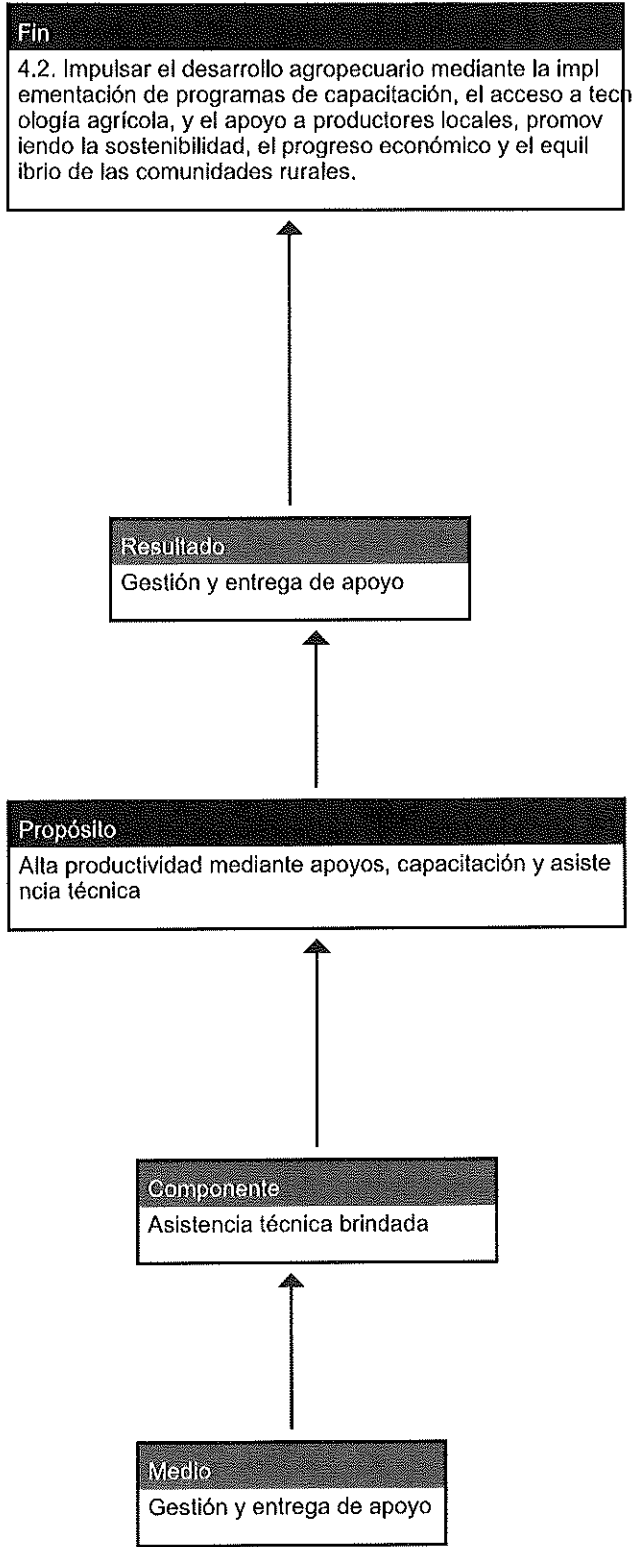 Fin
4.2. Impulsar el desarrollo agropecuario mediante la impl
ementación de programas de capacitación, el acceso a tecn
ología agrícola, y el apoyo a productores locales, promov
iendo la sostenibilidad, el progreso económico y el equil
ibrio de las comunidades rurales.
Resultado
Gestión y entrega de apoyo
Propósito
Alta productividad mediante apoyos, capacitación y asiste
ncia técnica
Componente
Asistencia técnica brindada
Medio
Gestión y entrega de apoyo